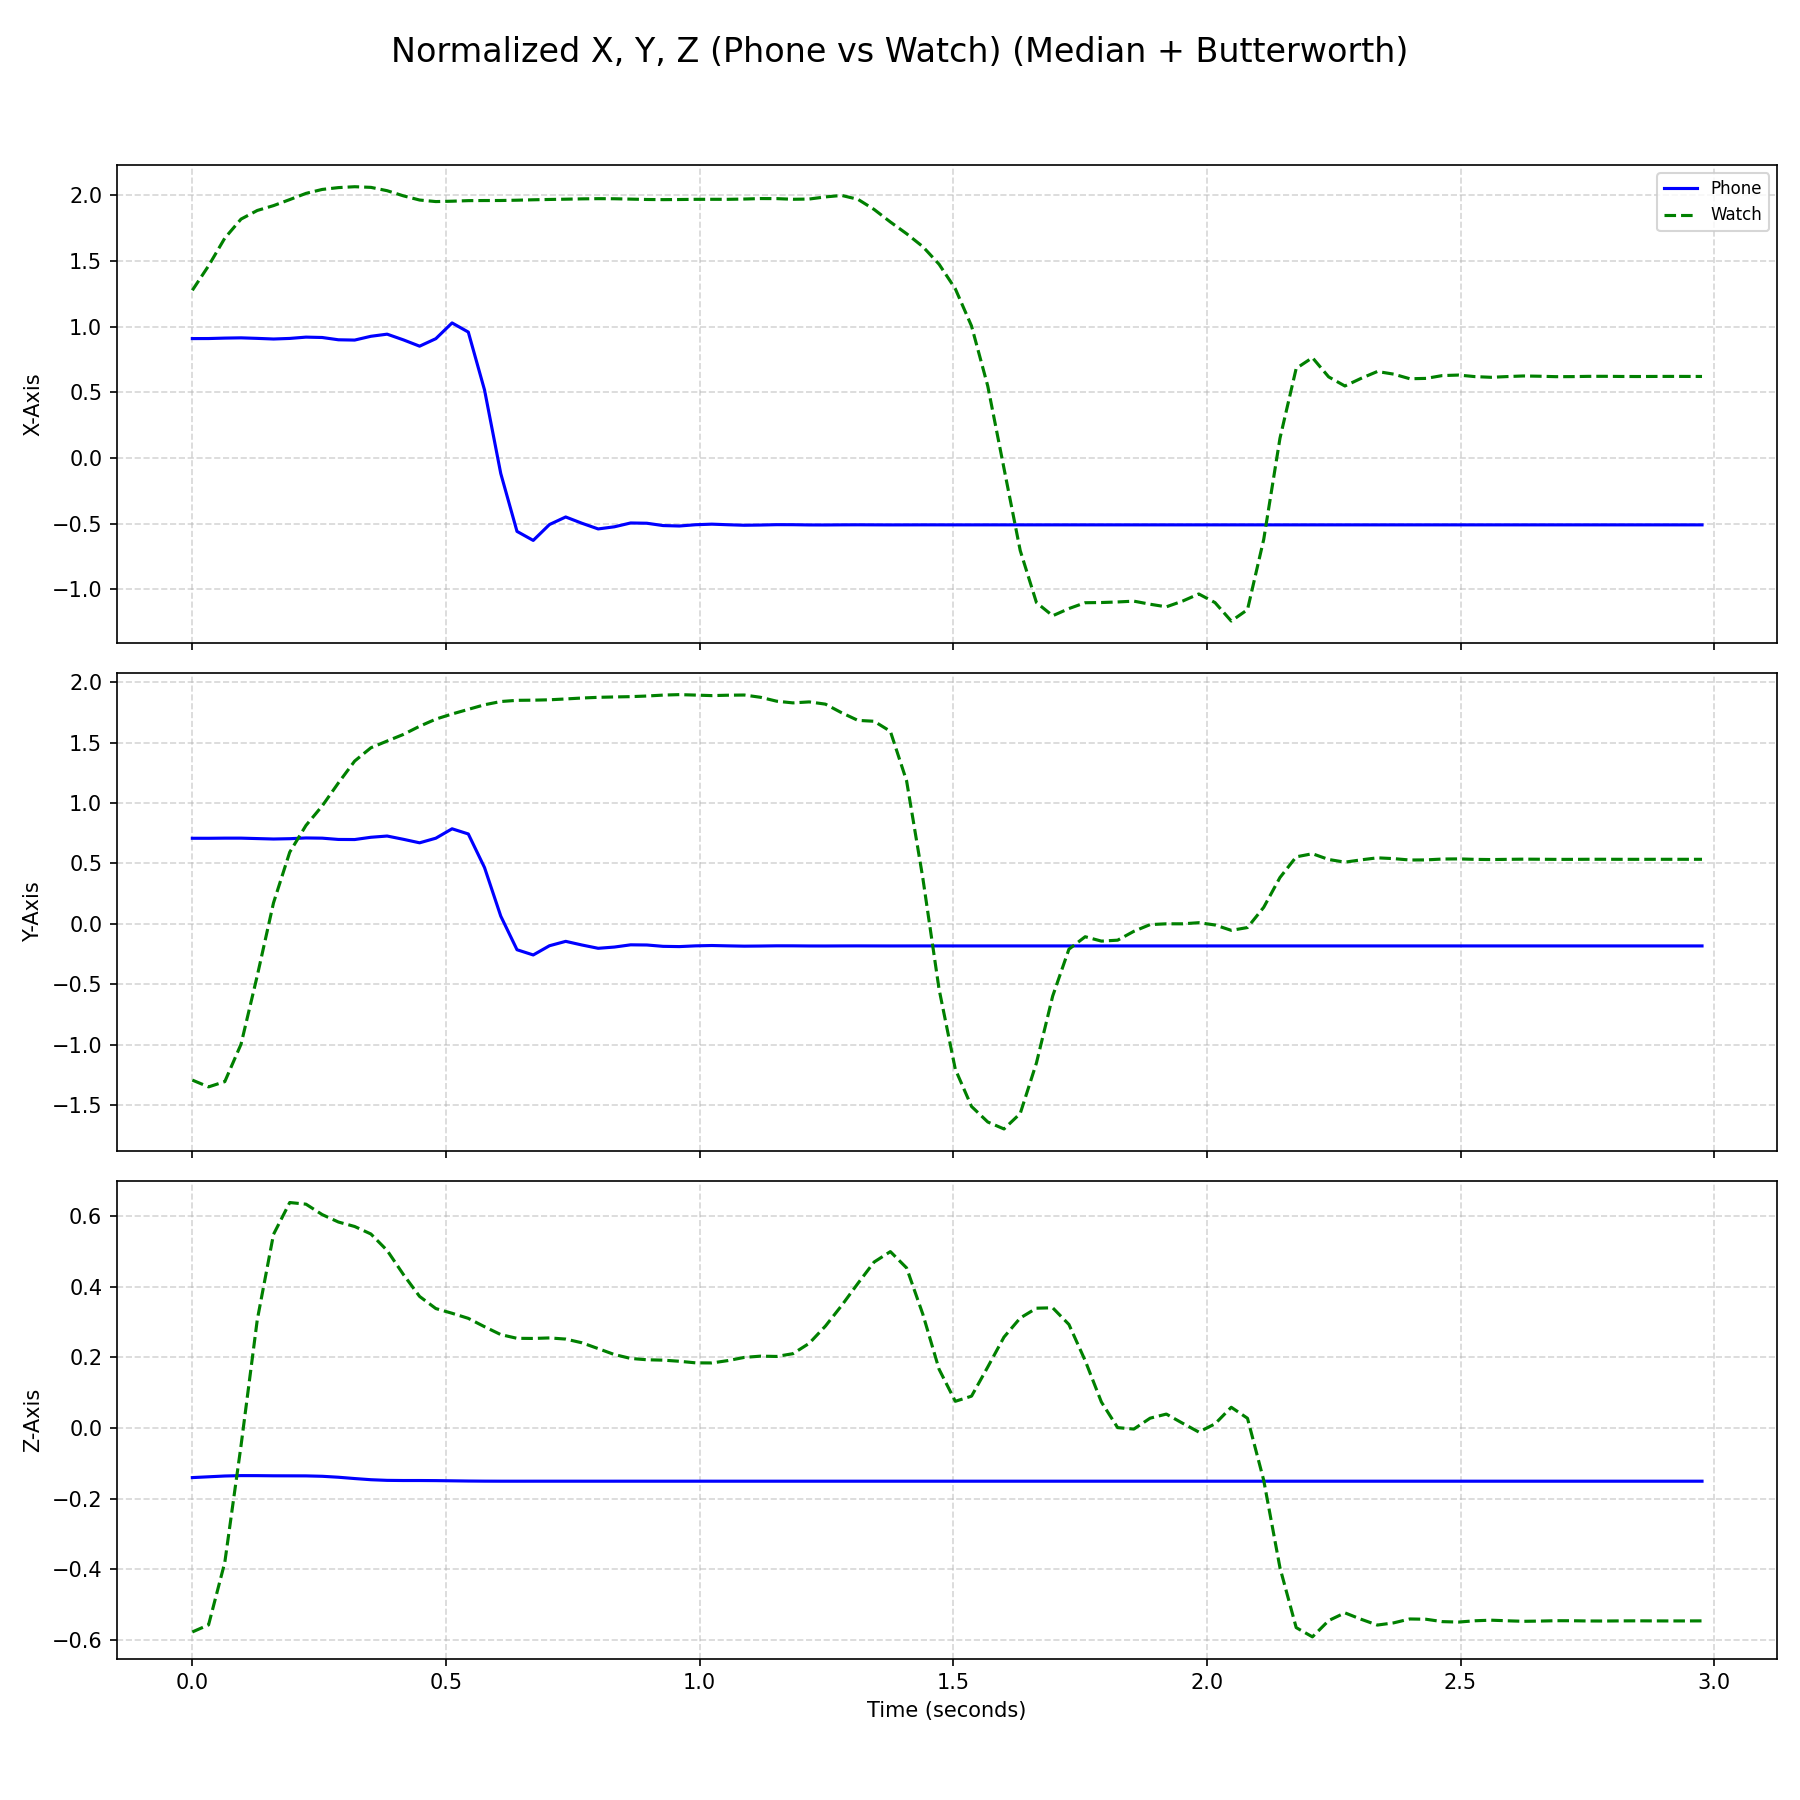 Normalized X, Y, Z (Phone vs Watch) (Median + Butterworth)
Phone
Watch
2.0
1.5
1.0
0.5
0.0
−0.5
−1.0
X-Axis
2.0
1.5
1.0
0.5
0.0
−0.5
−1.0
−1.5
Y-Axis
0.6
0.4
0.2
0.0
−0.2
−0.4
−0.6
Z-Axis
0.0 0.5 1.0 1.5 2.0 2.5 3.0
Time (seconds)